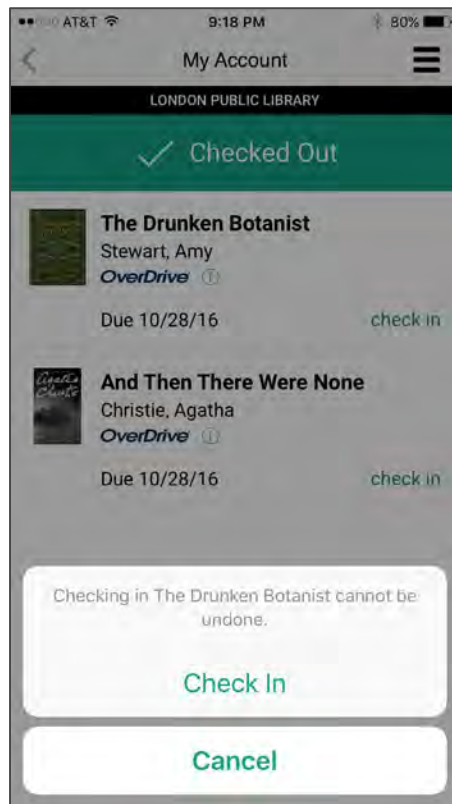 AT&T 9:18 PM 80%
My Account
LONDON PUBLIC LIBRARY
Checked Out
The Drunken Botanist
Stewart, Amy
OverDrive
Due 10/28/16 check in
Agatha
Christie
And Then There Were None
Christie, Agatha
OverDrive
Due 10/28/16 check in
Checking in The Drunken Botanist cannot be
undone.
Check In
Cancel